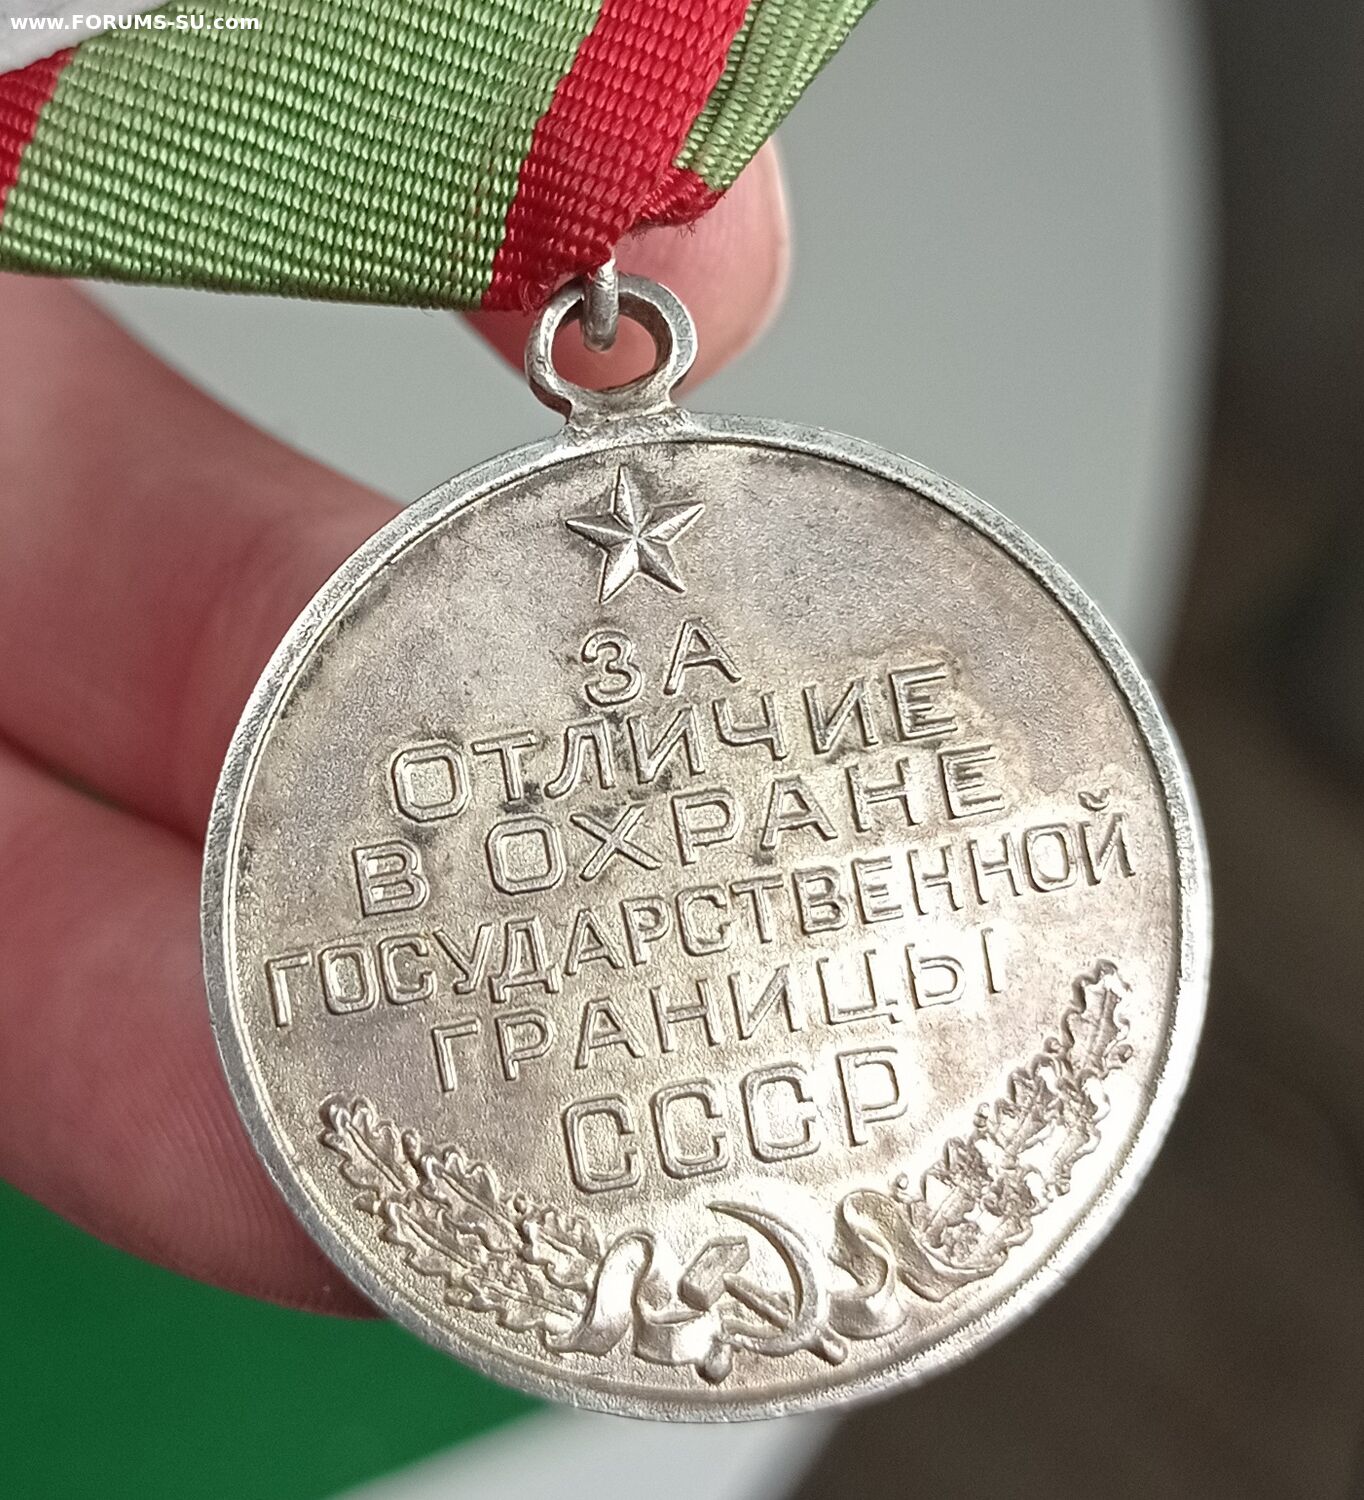 www.FORUMS-SU.com
ЗА
ОТЛИЧИЕ
В ОХРАНЕ
ГОСУДАРСТВЕННОЙ
ГРАНИЦЫ
СССР